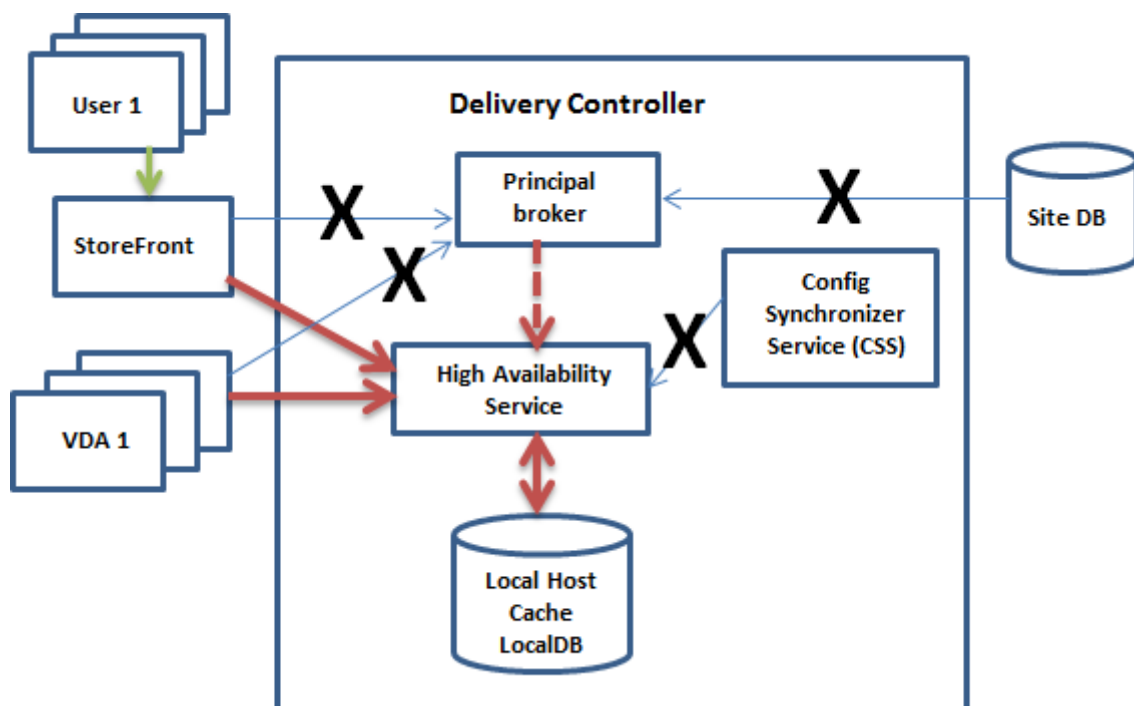 User 1
Delivery Controller
Principal
broker
X
X
StoreFront
Site DB
X
Config
Synchronizer
Service (CSS)
X
High Availability
Service
VDA 1
Local Host
Cache
LocalDB